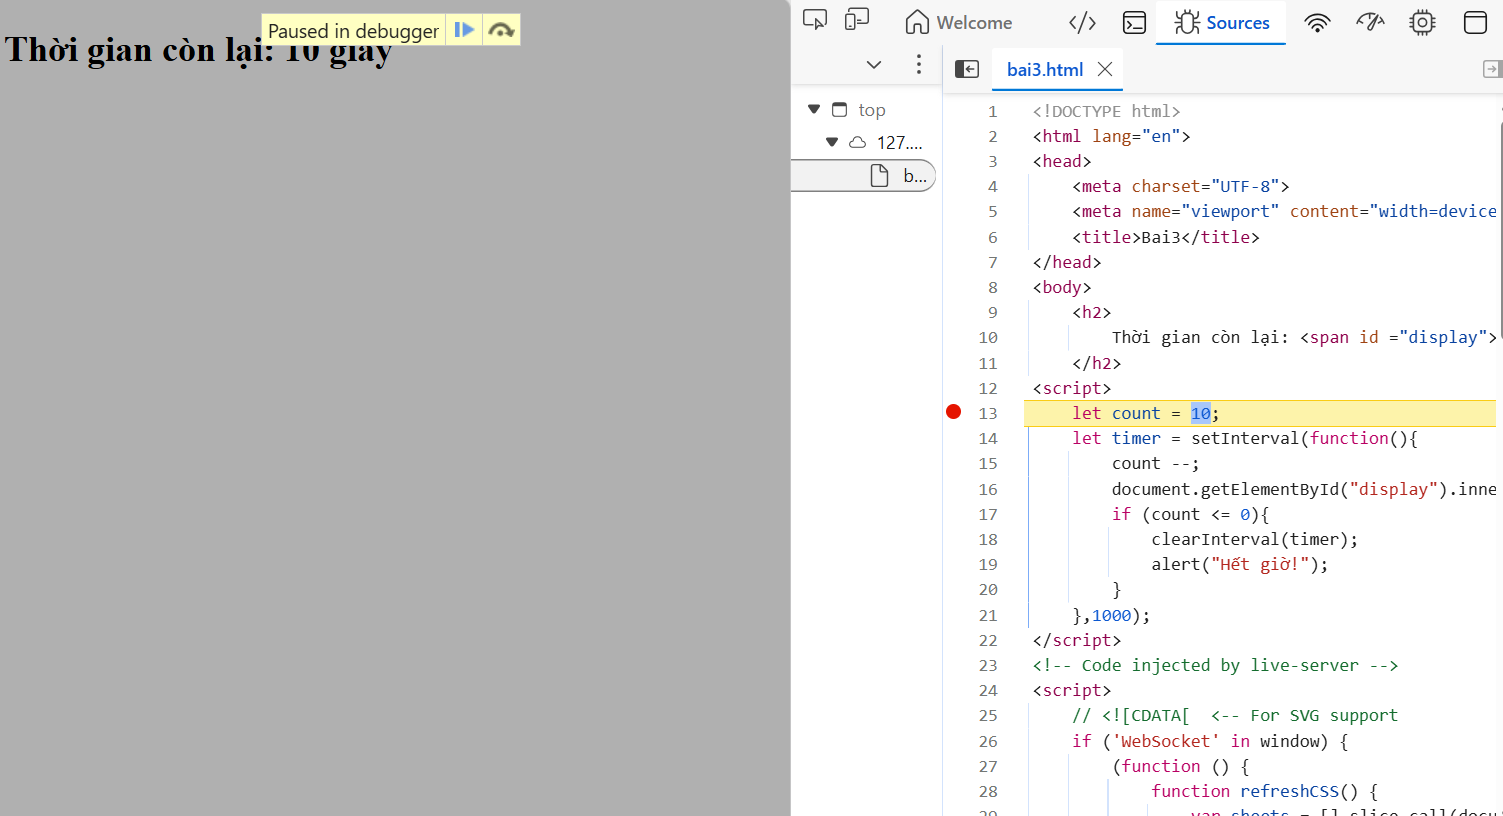 Paused in debugger
Thời gian còn lại: 10 giây
Welcome
Sources
bai3.html
top
127....
b...
1 <!DOCTYPE html>
2 <html lang="en">
3 <head>
4 <meta charset="UTF-8">
5 <meta name="viewport" content="width=device
6 <title>Bai3</title>
7 </head>
8 <body>
9 <h2>
10 Thời gian còn lại: <span id ="display">
11 </h2>
12 <script>
13 let count = 10;
14 let timer = setInterval(function(){
15 count --;
16 document.getElementById("display").inne
17 if (count <= 0){
18 clearInterval(timer);
19 alert("Hết giờ!");
20 }
21 },1000);
22 </script>
23 <!-- Code injected by live-server -->
24 <script>
25 // <![CDATA[ <-- For SVG support
26 if ('WebSocket' in window) {
27 (function () {
28 function refreshCSS() {